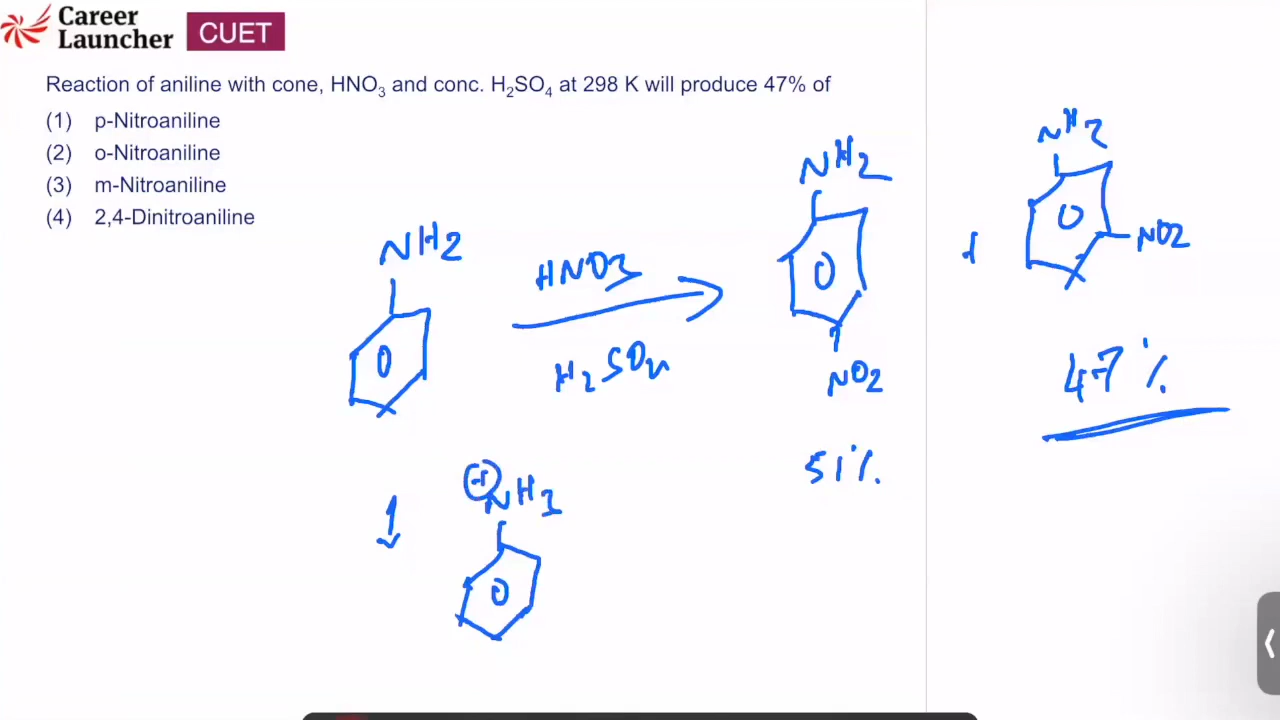 Career
Launcher
CUET
Reaction of aniline with cone, HNO₃ and conc. H₂SO₄ at 298 K will produce 47% of
(1) p-Nitroaniline
(2) o-Nitroaniline
(3) m-Nitroaniline
(4) 2,4-Dinitroaniline
NH2
HNO3
H2SO4
NH2
NO2
51%
+
NH2
NO2
47%
+
NH3